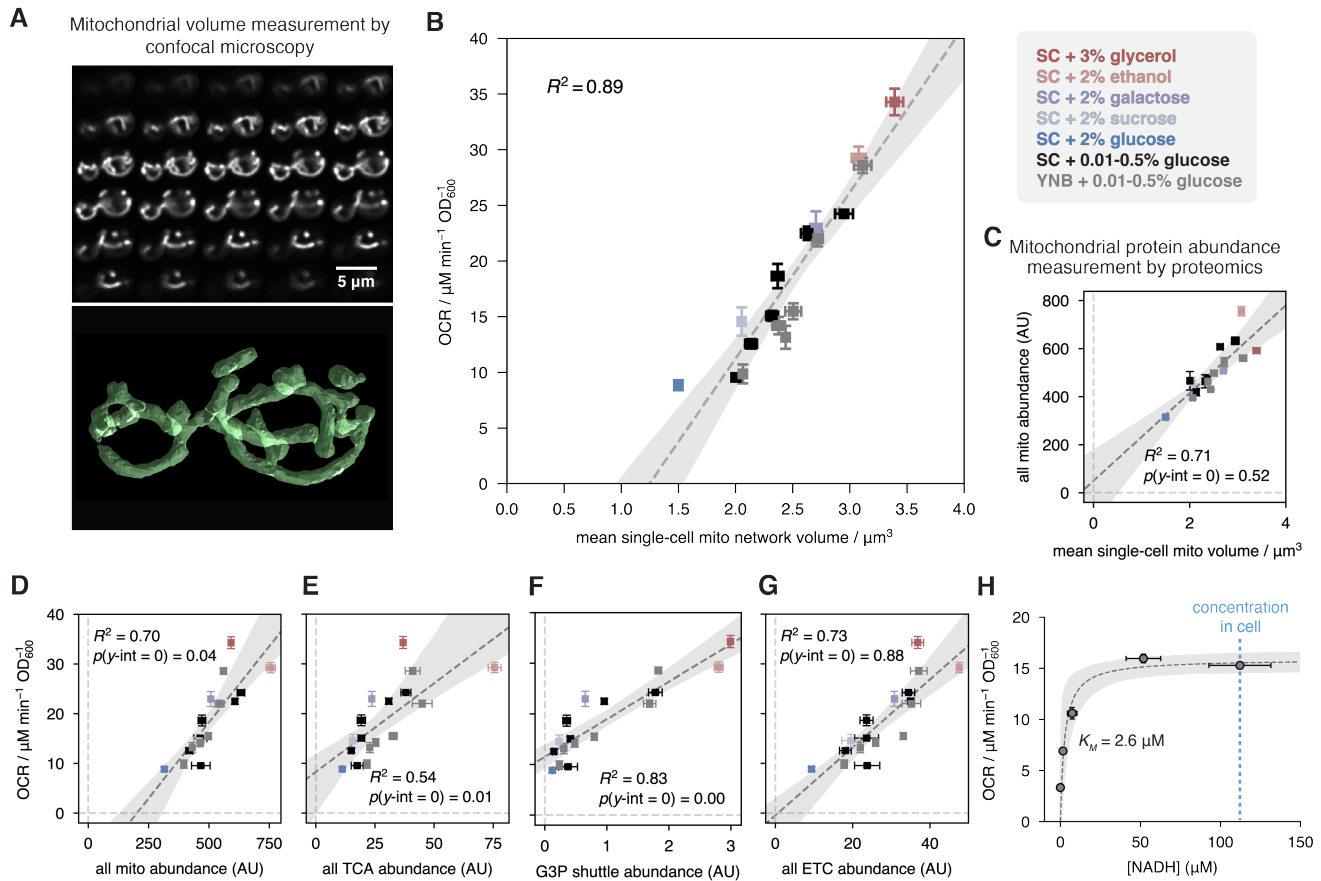 A
Mitochondrial volume measurement by
confocal microscopy
5 µm
B
R² = 0.89
40
35
30
25
20
15
10
5
0
OCR / µM min⁻¹ OD₆₀₀⁻¹
0.0 0.5 1.0 1.5 2.0 2.5 3.0 3.5 4.0
mean single-cell mito network volume / µm³
SC + 3% glycerol
SC + 2% ethanol
SC + 2% galactose
SC + 2% sucrose
SC + 2% glucose
SC + 0.01-0.5% glucose
YNB + 0.01-0.5% glucose
C
Mitochondrial protein abundance
measurement by proteomics
800
600
400
200
0
all mito abundance (AU)
R² = 0.71
p(y-int = 0) = 0.52
0 2 4
mean single-cell mito volume / µm³
D
40
30
20
10
0
OCR / µM min⁻¹ OD₆₀₀⁻¹
R² = 0.70
p(y-int = 0) = 0.04
0 250 500 750
all mito abundance (AU)
E
R² = 0.54
p(y-int = 0) = 0.01
0 25 50 75
all TCA abundance (AU)
F
R² = 0.83
p(y-int = 0) = 0.00
0 1 2 3
G3P shuttle abundance (AU)
G
R² = 0.73
p(y-int = 0) = 0.88
0 20 40
all ETC abundance (AU)
H
concentration
in cell
20
15
10
5
0
OCR / µM min⁻¹ OD₆₀₀⁻¹
K_M = 2.6 µM
0 50 100 150
[NADH] (µM)